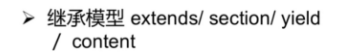 ➢ 继承模型 extends/ section/ yield
/ content